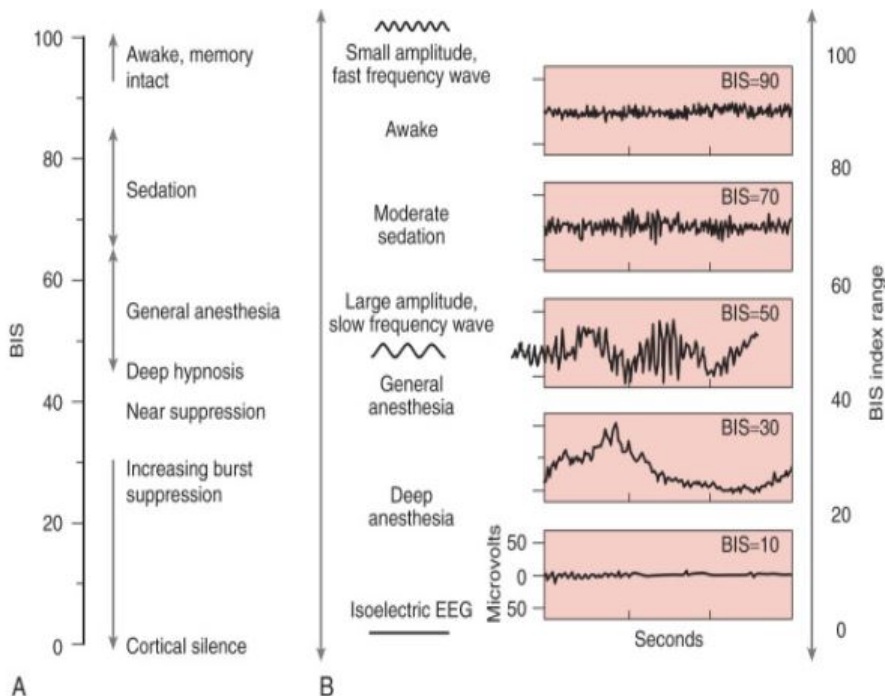 100
80
60
40
20
0
BIS
Awake, memory
intact
Sedation
General anesthesia
Deep hypnosis
Near suppression
Increasing burst
suppression
Cortical silence
A
Small amplitude,
fast frequency wave
Awake
Moderate
sedation
Large amplitude,
slow frequency wave
General
anesthesia
Deep
anesthesia
Isoelectric EEG
B
BIS=90
BIS=70
BIS=50
BIS=30
BIS=10
Microvolts
50
0
50
Seconds
100
80
60
40
20
0
BIS index range